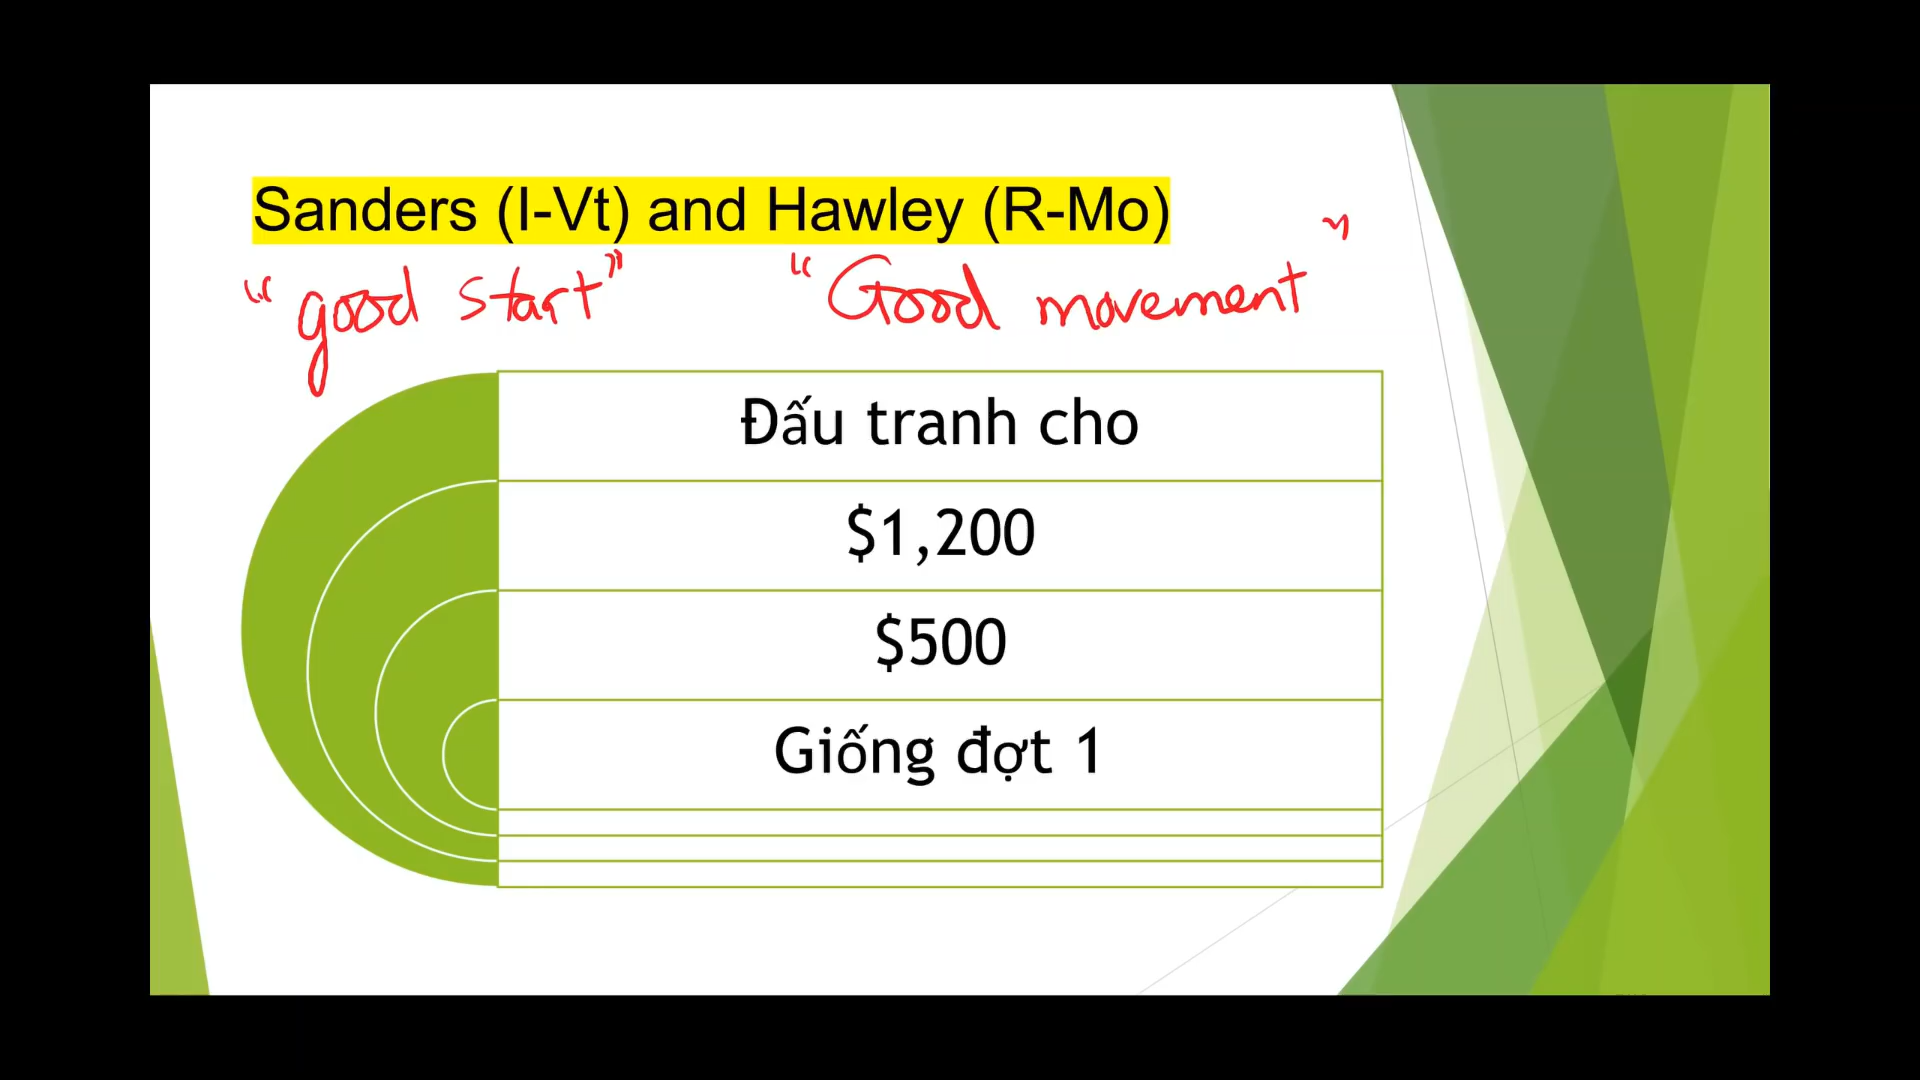 Sanders (I-Vt) and Hawley (R-Mo)
“good start” “Good movement”
Đấu tranh cho
$1,200
$500
Giống đợt 1